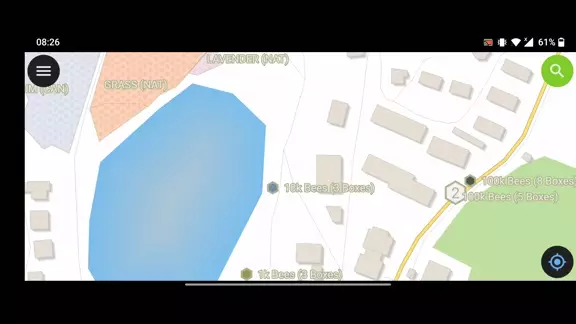 08:26
61%
LAVENDER (NAT)
GRASS (NAT)
10k Bees (3 Boxes)
100k Bees (8 Boxes)
2
100k Bees (5 Boxes)
1k Bees (3 Boxes)